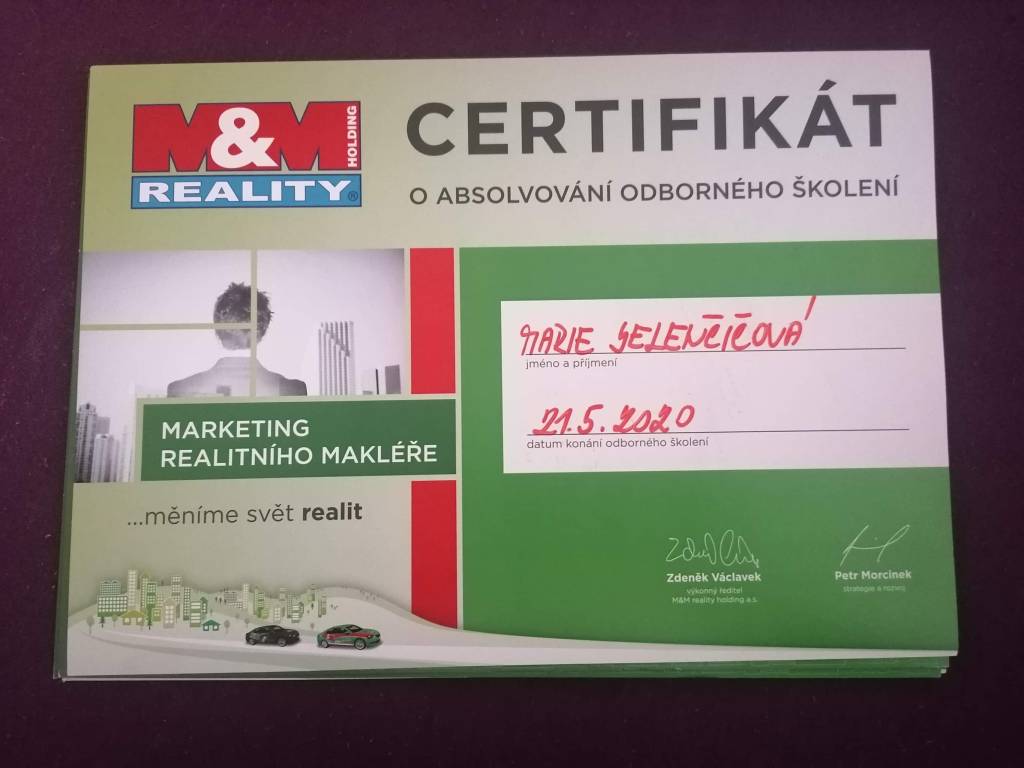 M&M HOLDING
REALITY®
CERTIFIKÁT
O ABSOLVOVÁNÍ ODBORNÉHO ŠKOLENÍ
MARIE JELENČÍČOVÁ
jméno a příjmení
21.5.2020
datum konání odborného školení
MARKETING
REALITNÍHO MAKLÉŘE
...měníme svět realit
Zdeněk Václavek
výkonný ředitel
M&M reality holding a.s.
Petr Morcinek
strategie a rozvoj